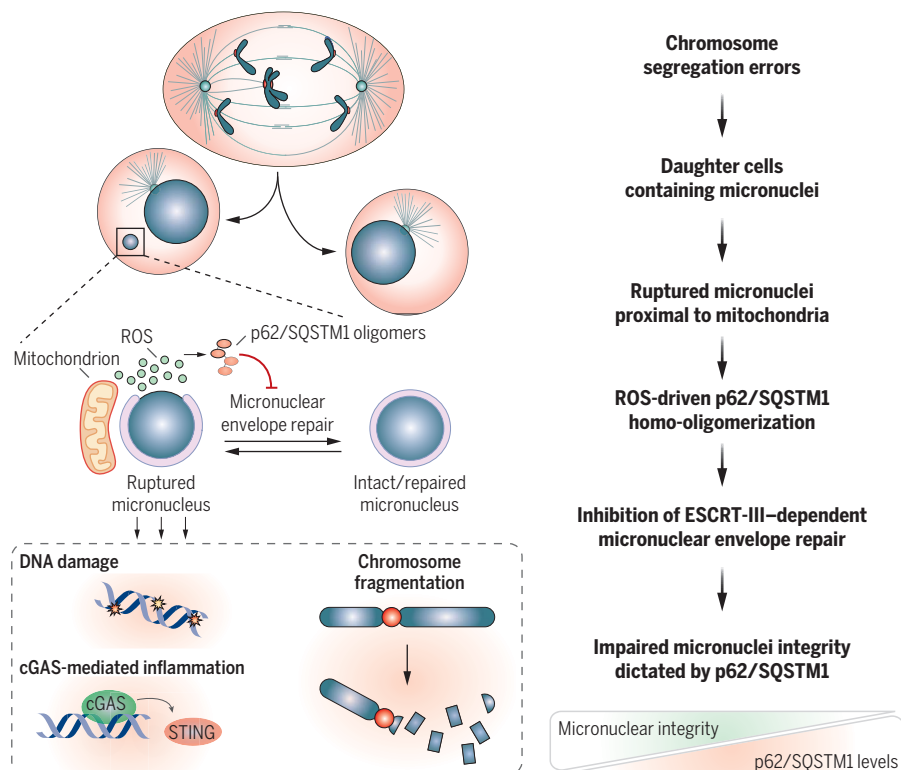 ROS
p62/SQSTM1 oligomers
Mitochondrion
Micronuclear
envelope repair
Ruptured
micronucleus
Intact/repaired
micronucleus
DNA damage
cGAS-mediated inflammation
cGAS
STING
Chromosome
fragmentation
Chromosome
segregation errors
Daughter cells
containing micronuclei
Ruptured micronuclei
proximal to mitochondria
ROS-driven p62/SQSTM1
homo-oligomerization
Inhibition of ESCRT-III–dependent
micronuclear envelope repair
Impaired micronuclei integrity
dictated by p62/SQSTM1
Micronuclear integrity
p62/SQSTM1 levels